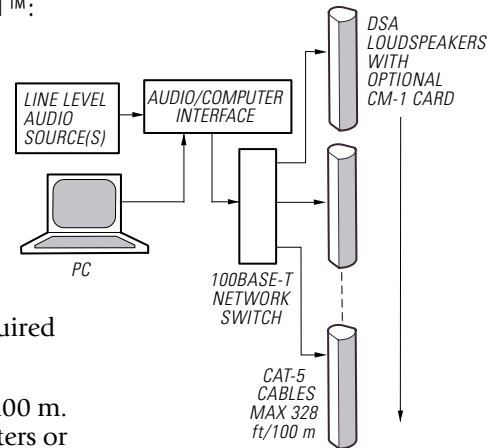 ™:
DSA
LOUDSPEAKERS
WITH
OPTIONAL
CM-1 CARD
LINE LEVEL
AUDIO
SOURCE(S)
AUDIO/COMPUTER
INTERFACE
PC
100BASE-T
NETWORK
SWITCH
CAT-5
CABLES
MAX 328
ft/100 m
uired
00 m.
ters or